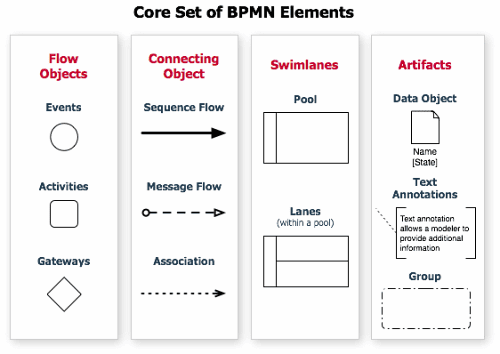 Core Set of BPMN Elements
Flow
Objects
Events
Activities
Gateways
Connecting
Object
Sequence Flow
Message Flow
Association
Swimlanes
Pool
Lanes
(within a pool)
Artifacts
Data Object
Name
[State]
Text
Annotations
Text annotation
allows a modeler to
provide additional
information
Group